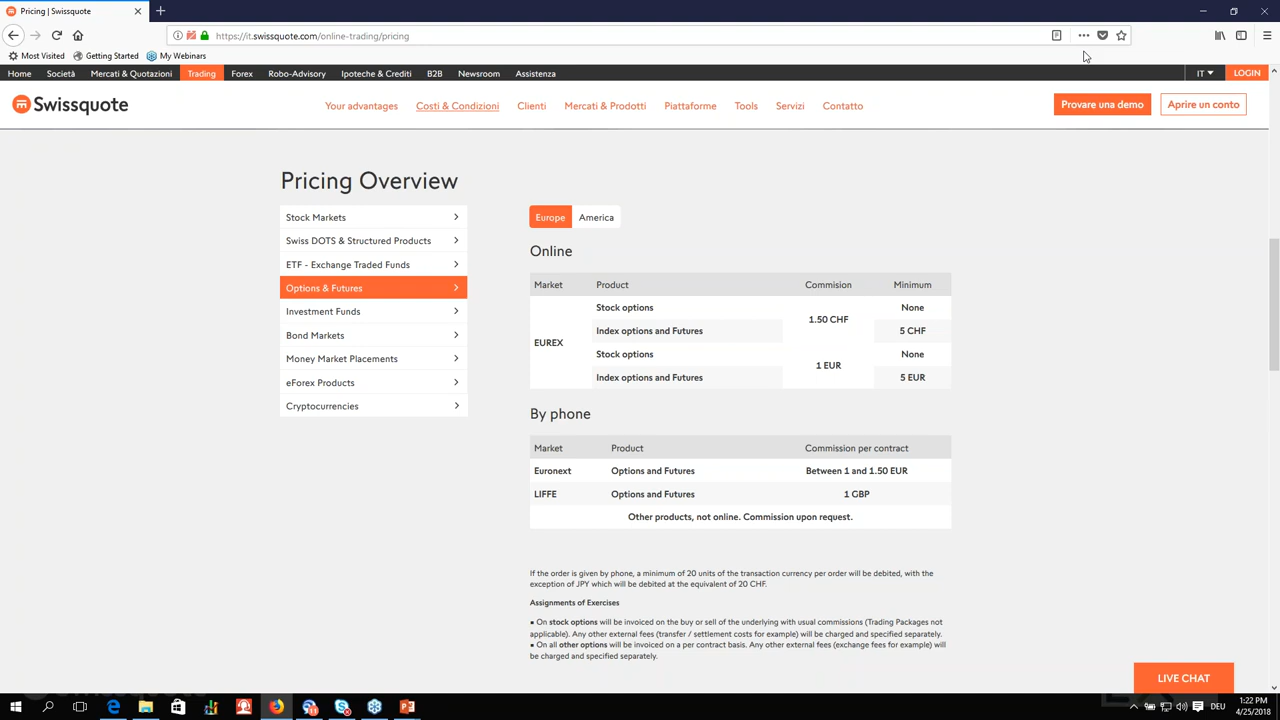 Pricing | Swissquote
https://it.swissquote.com/online-trading/pricing
Most Visited Getting Started My Webinars
Home Società Mercati & Quotazioni Trading Forex Robo-Advisory Ipoteche & Crediti B2B Newsroom Assistenza IT LOGIN
Swissquote Your advantages Costi & Condizioni Clienti Mercati & Prodotti Piattaforme Tools Servizi Contatto Provare una demo Aprire un conto
Pricing Overview
Stock Markets
Swiss DOTS & Structured Products
ETF - Exchange Traded Funds
Options & Futures
Investment Funds
Bond Markets
Money Market Placements
eForex Products
Cryptocurrencies
Europe America
Online
Market Product Commision Minimum
EUREX
Stock options 1.50 CHF None
Index options and Futures 5 CHF
Stock options 1 EUR None
Index options and Futures 5 EUR
By phone
Market Product Commission per contract
Euronext Options and Futures Between 1 and 1.50 EUR
LIFFE Options and Futures 1 GBP
Other products, not online. Commission upon request.
If the order is given by phone, a minimum of 20 units of the transaction currency per order will be debited, with the
exception of JPY which will be debited at the equivalent of 20 CHF.
Assignments of Exercises
▪ On stock options will be invoiced on the buy or sell of the underlying with usual commissions (Trading Packages not
applicable). Any other external fees (transfer / settlement costs for example) will be charged and specified separately.
▪ On all other options will be invoiced on a per contract basis. Any other external fees (exchange fees for example) will
be charged and specified separately.
LIVE CHAT
DEU
1:22 PM
4/25/2018